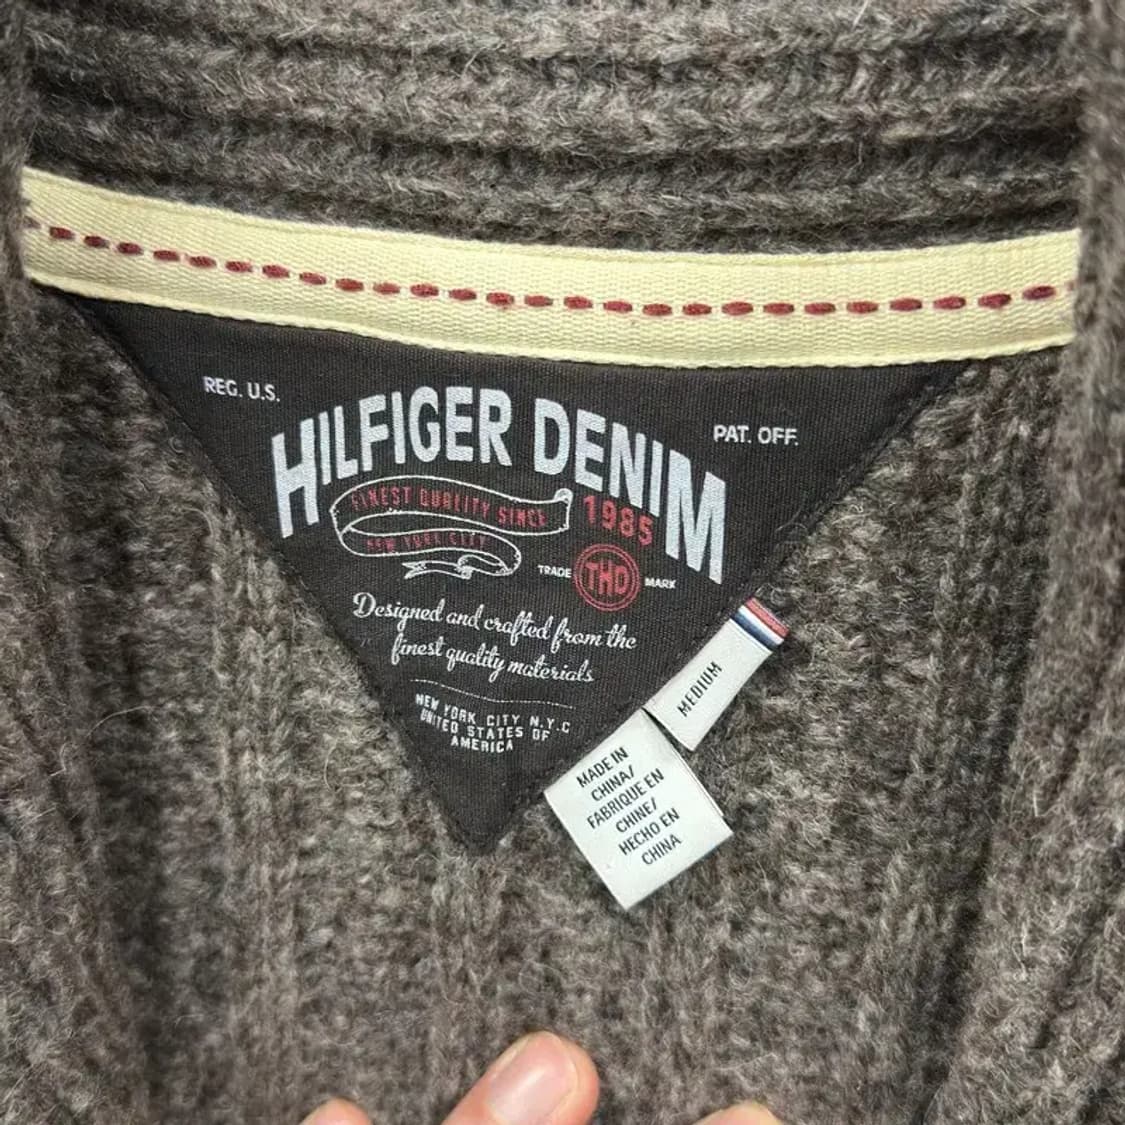 REG. U.S.
HILFIGER DENIM
PAT. OFF.
FINEST QUALITY SINCE 1985
NEW YORK CITY
TRADE THD MARK
Designed and crafted from the
finest quality materials
NEW YORK CITY N.Y.C
UNITED STATES OF
AMERICA
MEDIUM
MADE IN
CHINA/
FABRIQUE EN
CHINE/
HECHO EN
CHINA